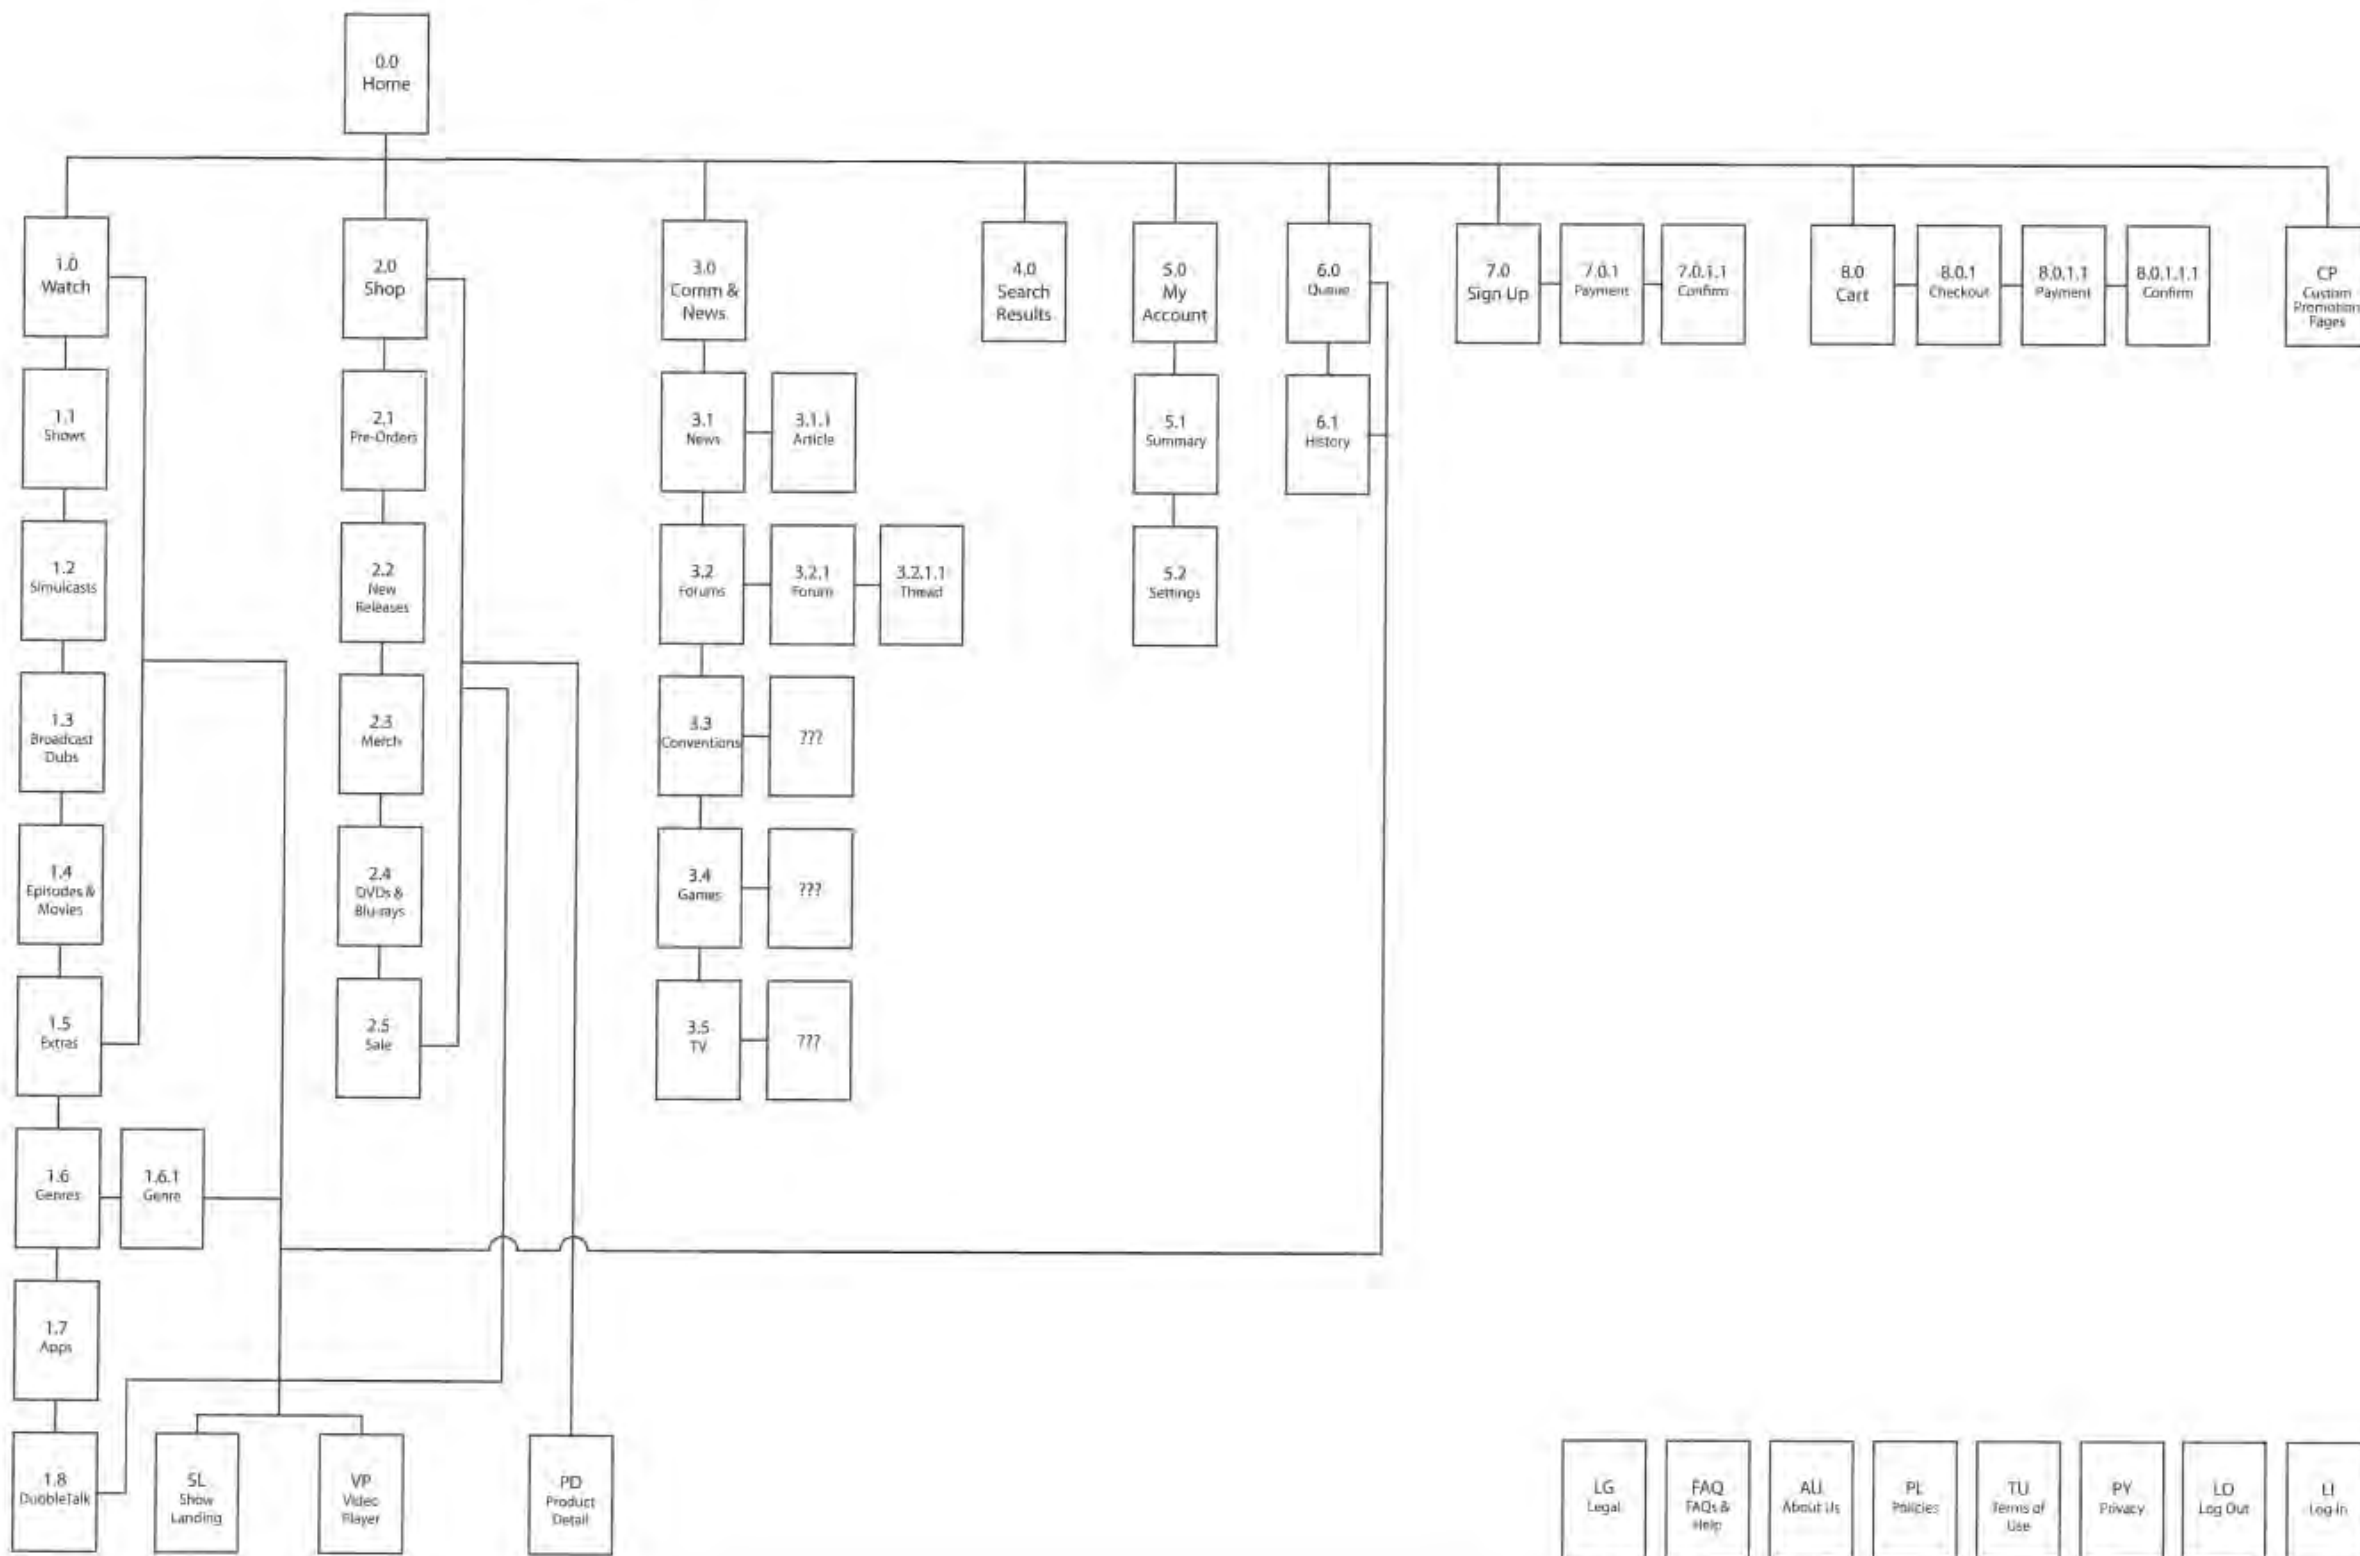 0.0
Home
1.0
Watch
2.0
Shop
3.0
Comm &
News
4.0
Search
Results
5.0
My
Account
6.0
Queue
7.0
Sign Up
7.0.1
Payment
7.0.1.1
Confirm
8.0
Cart
8.0.1
Checkout
8.0.1.1
Payment
8.0.1.1.1
Confirm
CP
Custom
Promotion
Pages
1.1
Shows
2.1
Pre-Orders
3.1
News
3.1.1
Article
5.1
Summary
6.1
History
1.2
Simulcasts
2.2
New
Releases
3.2
Forums
3.2.1
Forum
3.2.1.1
Thread
5.2
Settings
1.3
Broadcast
Dubs
2.3
Merch
3.3
Conventions
???
1.4
Episodes &
Movies
2.4
DVDs &
Blu-rays
3.4
Games
???
1.5
Extras
2.5
Sale
3.5
TV
???
1.6
Genres
1.6.1
Genre
1.7
Apps
1.8
DubbleTalk
SL
Show
Landing
VP
Video
Player
PD
Product
Detail
LG
Legal
FAQ
FAQs &
Help
AU
About Us
PL
Policies
TU
Terms of
Use
PY
Privacy
LO
Log Out
LI
Log In